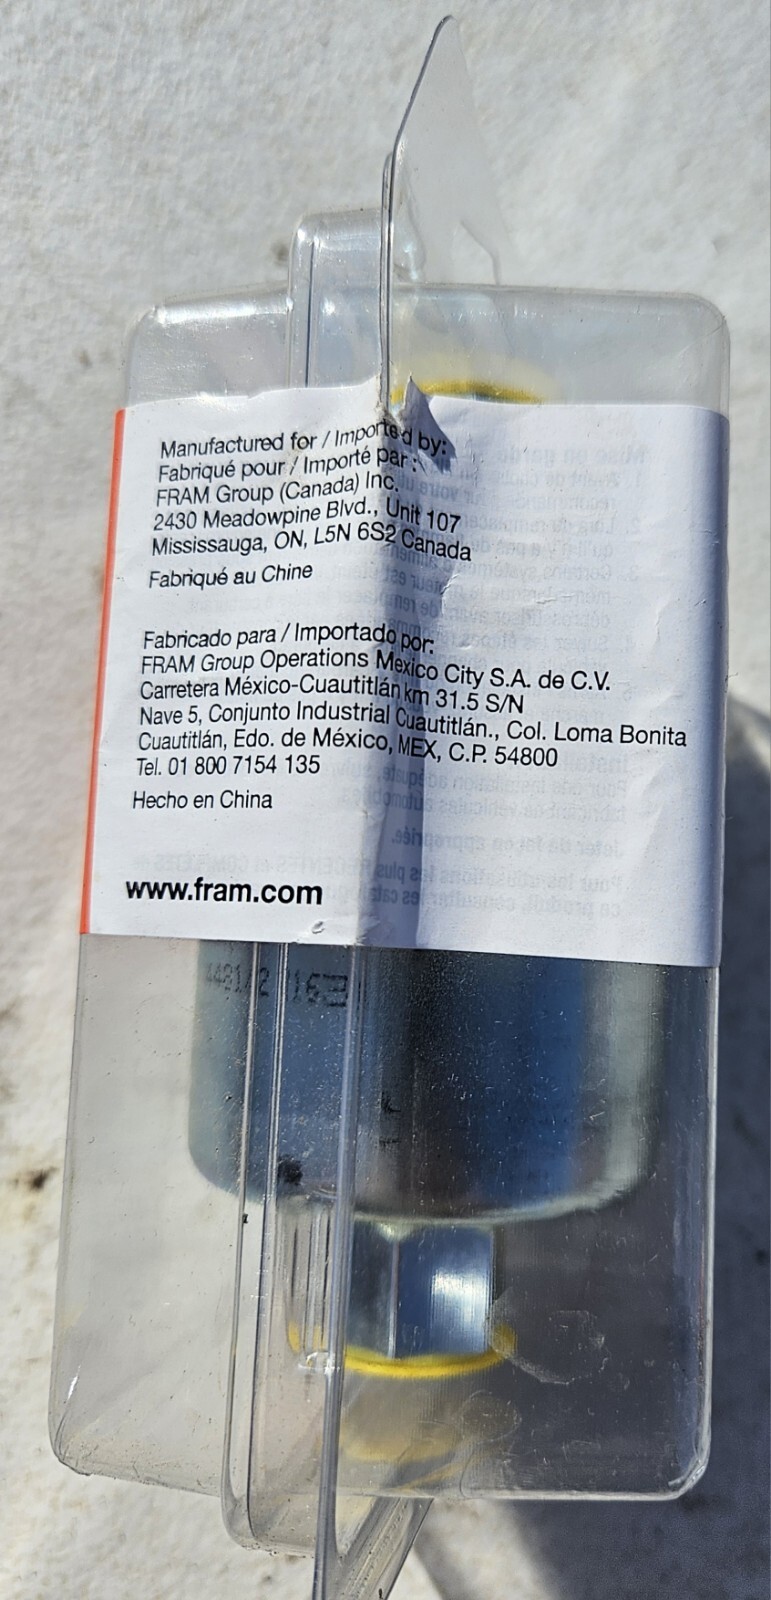 Manufactured for / Imported by:
Fabriqué pour / Importé par :
FRAM Group (Canada) Inc.
2430 Meadowpine Blvd., Unit 107
Mississauga, ON, L5N 6S2 Canada
Fabriqué au Chine
Fabricado para / Importado por:
FRAM Group Operations Mexico City S.A. de C.V.
Carretera México-Cuautitlán km 31.5 S/N
Nave 5, Conjunto Industrial Cuautitlán., Col. Loma Bonita
Cuautitlán, Edo. de México, MEX, C.P. 54800
Tel. 01 800 7154 135
Hecho en China
www.fram.com